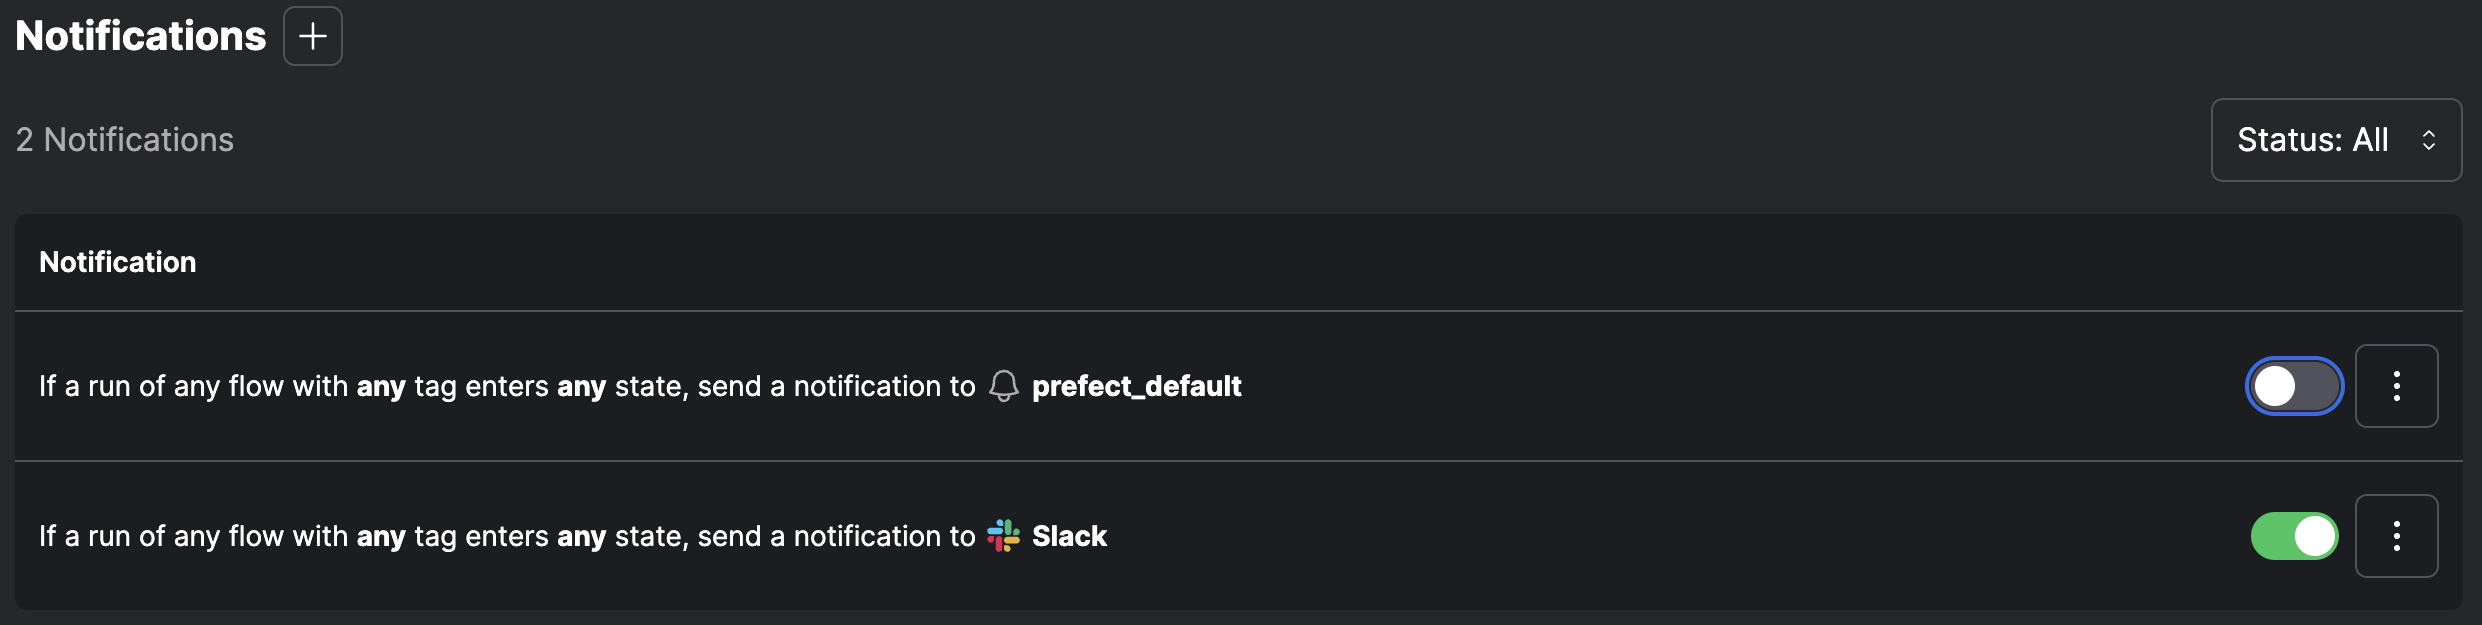 Notifications
2 Notifications
Status: All
Notification
If a run of any flow with any tag enters any state, send a notification to prefect_default
If a run of any flow with any tag enters any state, send a notification to Slack